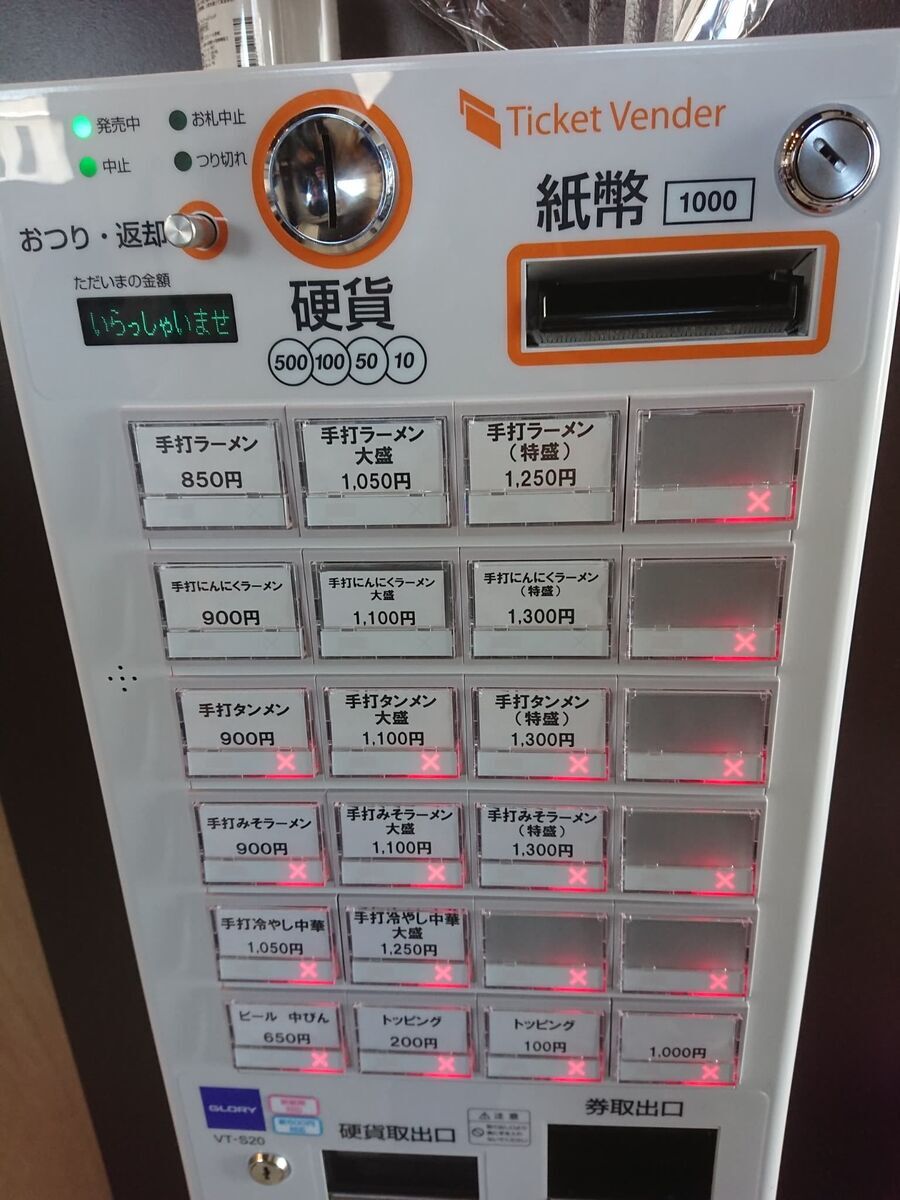 発売中
お札中止
中止
つり切れ
おつり・返却
ただいまの金額
いらっしゃいませ
硬貨
500 100 50 10
Ticket Vender
紙幣 1000
手打ラーメン
850円
手打ラーメン
大盛
1,050円
手打ラーメン
(特盛)
1,250円
手打にんにくラーメン
900円
手打にんにくラーメン
大盛
1,100円
手打にんにくラーメン
(特盛)
1,300円
手打タンメン
900円
手打タンメン
大盛
1,100円
手打タンメン
(特盛)
1,300円
手打みそラーメン
900円
手打みそラーメン
大盛
1,100円
手打みそラーメン
(特盛)
1,300円
手打冷やし中華
1,050円
手打冷やし中華
大盛
1,250円
ビール 中びん
650円
トッピング
200円
トッピング
100円
1,000円
GLORY
VT-S20
硬貨取出口
注意
券取出口